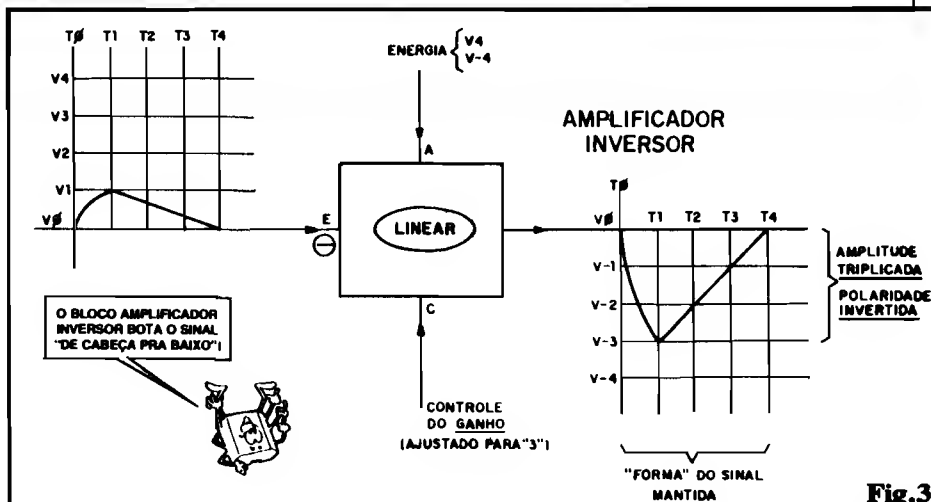 TØ T1 T2 T3 T4
V4
V3
V2
V1
VØ
ENERGIA { V4
V-4
A
E
−
LINEAR
C
CONTROLE
DO GANHO
(AJUSTADO PARA "3")
O BLOCO AMPLIFICADOR
INVERSOR BOTA O SINAL
"DE CABEÇA PRA BAIXO"!
AMPLIFICADOR
INVERSOR
TØ
VØ T1 T2 T3 T4
V-1
V-2
V-3
V-4
AMPLITUDE
TRIPLICADA
POLARIDADE
INVERTIDA
"FORMA" DO SINAL
MANTIDA
Fig.3